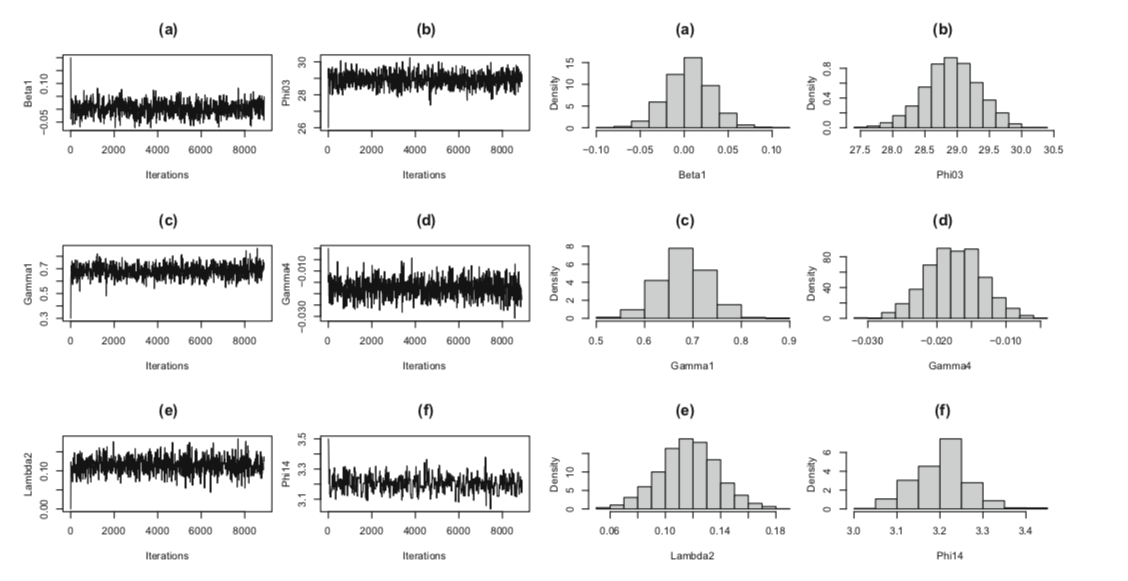 (a) (b) (a) (b)
Beta1 −0.05 0.10 Phi03 26 28 30 Density 0 5 10 15 Density 0.0 0.4 0.8
0 2000 4000 6000 8000 0 2000 4000 6000 8000 −0.10 −0.05 0.00 0.05 0.10 27.5 28.0 28.5 29.0 29.5 30.0 30.5
Iterations Iterations Beta1 Phi03
(c) (d) (c) (d)
Gamma1 0.3 0.5 0.7 Gamma4 −0.030 −0.010 Density 0 2 4 6 8 Density 0 40 80
0 2000 4000 6000 8000 0 2000 4000 6000 8000 0.5 0.6 0.7 0.8 0.9 −0.030 −0.020 −0.010
Iterations Iterations Gamma1 Gamma4
(e) (f) (e) (f)
Lambda2 0.00 0.10 Phi14 3.1 3.3 3.5 Density 0 5 10 Density 0 2 4 6
0 2000 4000 6000 8000 0 2000 4000 6000 8000 0.06 0.10 0.14 0.18 3.0 3.1 3.2 3.3 3.4
Iterations Iterations Lambda2 Phi14